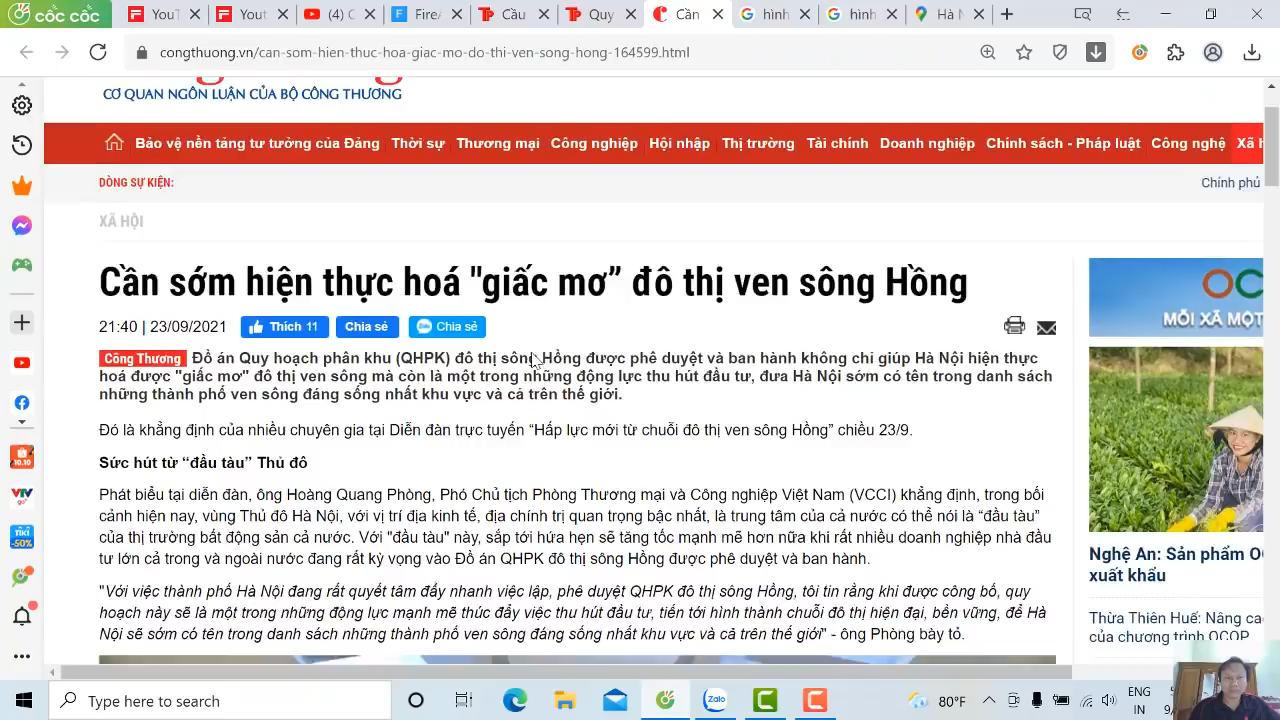 cốc cốc
YouT
Yout
(4) C
FireA
Câu
Quy
Cần
hình
hình
Hà N
congthuong.vn/can-som-hien-thuc-hoa-giac-mo-do-thi-ven-song-hong-164599.html
CƠ QUAN NGÔN LUẬN CỦA BỘ CÔNG THƯƠNG
Bảo vệ nền tảng tư tưởng của Đảng Thời sự Thương mại Công nghiệp Hội nhập Thị trường Tài chính Doanh nghiệp Chính sách - Pháp luật Công nghệ Xã h
DÒNG SỰ KIỆN:
Chính phủ
XÃ HỘI
Cần sớm hiện thực hoá "giấc mơ” đô thị ven sông Hồng
21:40 | 23/09/2021 Thích 11 Chia sẻ Zalo Chia sẻ
Công Thương Đồ án Quy hoạch phân khu (QHPK) đô thị sông Hồng được phê duyệt và ban hành không chỉ giúp Hà Nội hiện thực
hoá được "giấc mơ" đô thị ven sông mà còn là một trong những động lực thu hút đầu tư, đưa Hà Nội sớm có tên trong danh sách
những thành phố ven sông đáng sống nhất khu vực và cả trên thế giới.
Đó là khẳng định của nhiều chuyên gia tại Diễn đàn trực tuyến “Hấp lực mới từ chuỗi đô thị ven sông Hồng” chiều 23/9.
Sức hút từ “đầu tàu” Thủ đô
Phát biểu tại diễn đàn, ông Hoàng Quang Phòng, Phó Chủ tịch Phòng Thương mại và Công nghiệp Việt Nam (VCCI) khẳng định, trong bối
cảnh hiện nay, vùng Thủ đô Hà Nội, với vị trí địa kinh tế, địa chính trị quan trọng bậc nhất, là trung tâm của cả nước có thể nói là “đầu tàu”
của thị trường bất động sản cả nước. Với "đầu tàu" này, sắp tới hứa hẹn sẽ tăng tốc mạnh mẽ hơn nữa khi rất nhiều doanh nghiệp nhà đầu
tư lớn cả trong và ngoài nước đang rất kỳ vọng vào Đồ án QHPK đô thị sông Hồng được phê duyệt và ban hành.
"Với việc thành phố Hà Nội đang rất quyết tâm đẩy nhanh việc lập, phê duyệt QHPK đô thị sông Hồng, tôi tin rằng khi được công bố, quy
hoạch này sẽ là một trong những động lực mạnh mẽ thúc đẩy việc thu hút đầu tư, tiến tới hình thành chuỗi đô thị hiện đại, bền vững, để Hà
Nội sẽ sớm có tên trong danh sách những thành phố ven sông đáng sống nhất khu vực và cả trên thế giới" - ông Phòng bày tỏ.
OC
MỖI XÃ MỘT
Nghệ An: Sản phẩm O
xuất khẩu
Thừa Thiên Huế: Nâng ca
của chương trình OCOP
10.10
VTV
go
TIKI
-50%
Type here to search
Zalo
80°F
ENG
IN